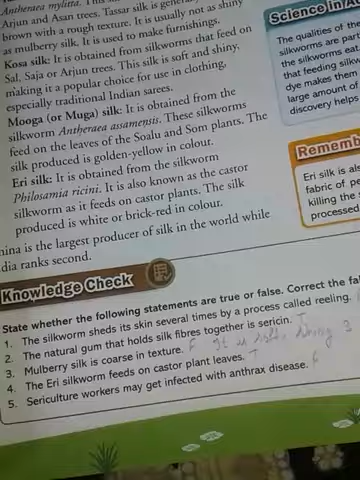 Antheraea mylitta. This
Arjun and Asan trees. Tassar silk is gener
brown with a rough texture. It is usually not as shiny
as mulberry silk. It is used to make furnishings.
Kosa silk: It is obtained from silkworms that feed on
Sal, Saja or Arjun trees. This silk is soft and shiny,
making it a popular choice for use in clothing,
especially traditional Indian sarees.
Mooga (or Muga) silk: It is obtained from the
silkworm Antheraea assamensis. These silkworms
feed on the leaves of the Soalu and Som plants. The
silk produced is golden-yellow in colour.
Eri silk: It is obtained from the silkworm
Philosamia ricini. It is also known as the castor
silkworm as it feeds on castor plants. The silk
produced is white or brick-red in colour.
hina is the largest producer of silk in the world while
dia ranks second.
Science in A
The qualities of th
silkworms are part
the silkworms eat
that feeding silkw
dye makes them
large amount of
discovery helps
Rememb
Eri silk is als
fabric of pe
killing the
processed
Knowledge Check
State whether the following statements are true or false. Correct the fal
1. The silkworm sheds its skin several times by a process called reeling.
2. The natural gum that holds silk fibres together is sericin. T
3. Mulberry silk is coarse in texture. F It is soft, shiny
4. The Eri silkworm feeds on castor plant leaves. T
5. Sericulture workers may get infected with anthrax disease. F